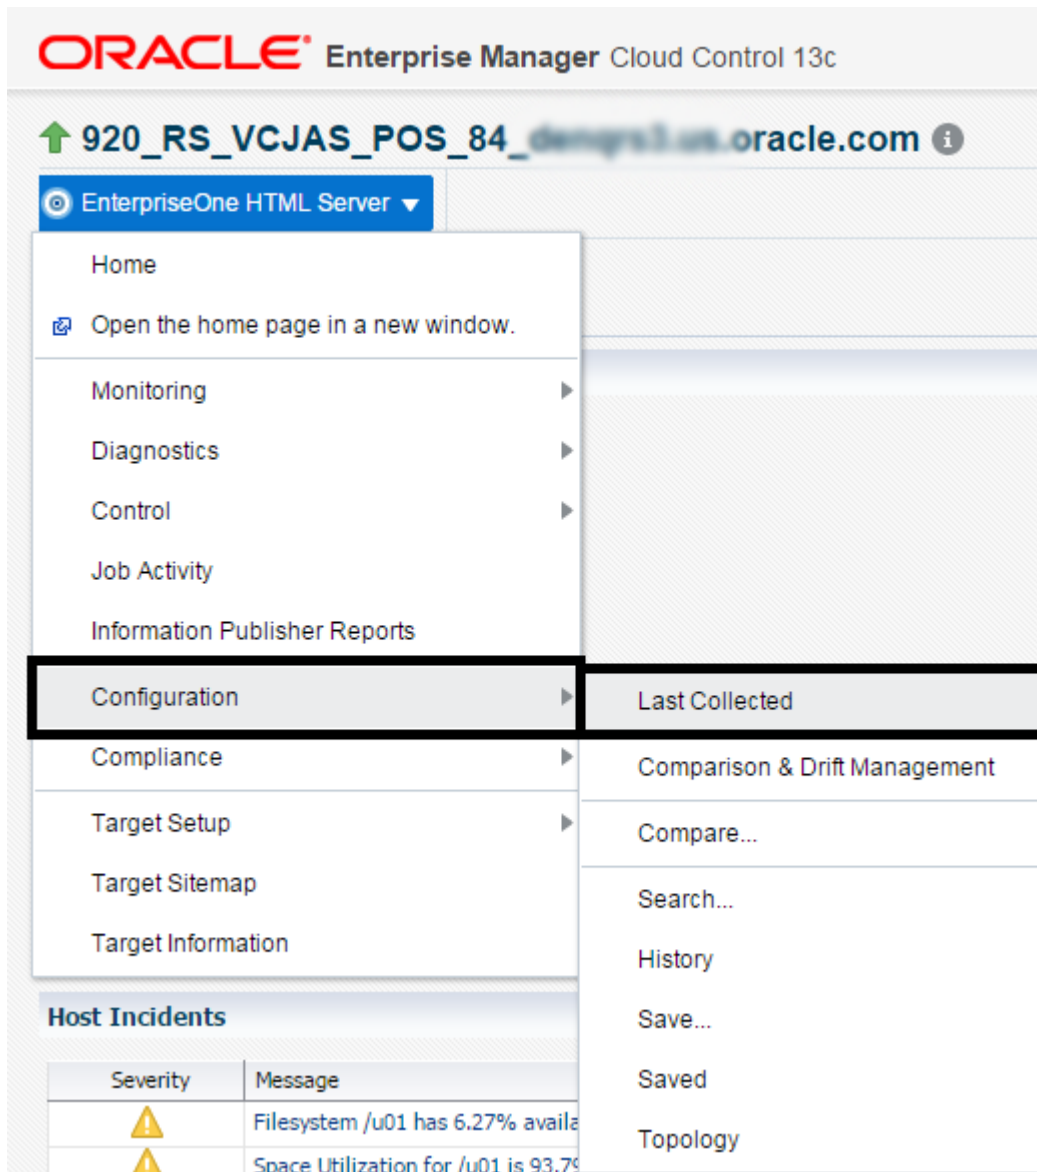 ORACLE Enterprise Manager Cloud Control 13c
920_RS_VCJAS_POS_84_ oracle.com
EnterpriseOne HTML Server
Home
Open the home page in a new window.
Monitoring
Diagnostics
Control
Job Activity
Information Publisher Reports
Configuration
Compliance
Target Setup
Target Sitemap
Target Information
Last Collected
Comparison & Drift Management
Compare...
Search...
History
Save...
Saved
Topology
Host Incidents
Severity Message
Filesystem /u01 has 6.27% availa
Space Utilization for /u01 is 93.79